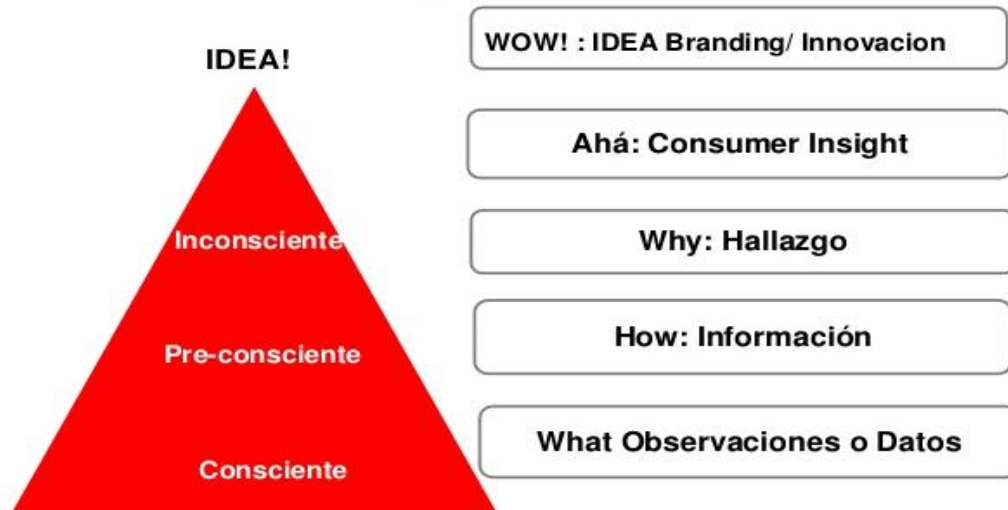 IDEA!
Inconsciente
Pre-consciente
Consciente
WOW! : IDEA Branding/ Innovacion
Ahá: Consumer Insight
Why: Hallazgo
How: Información
What Observaciones o Datos